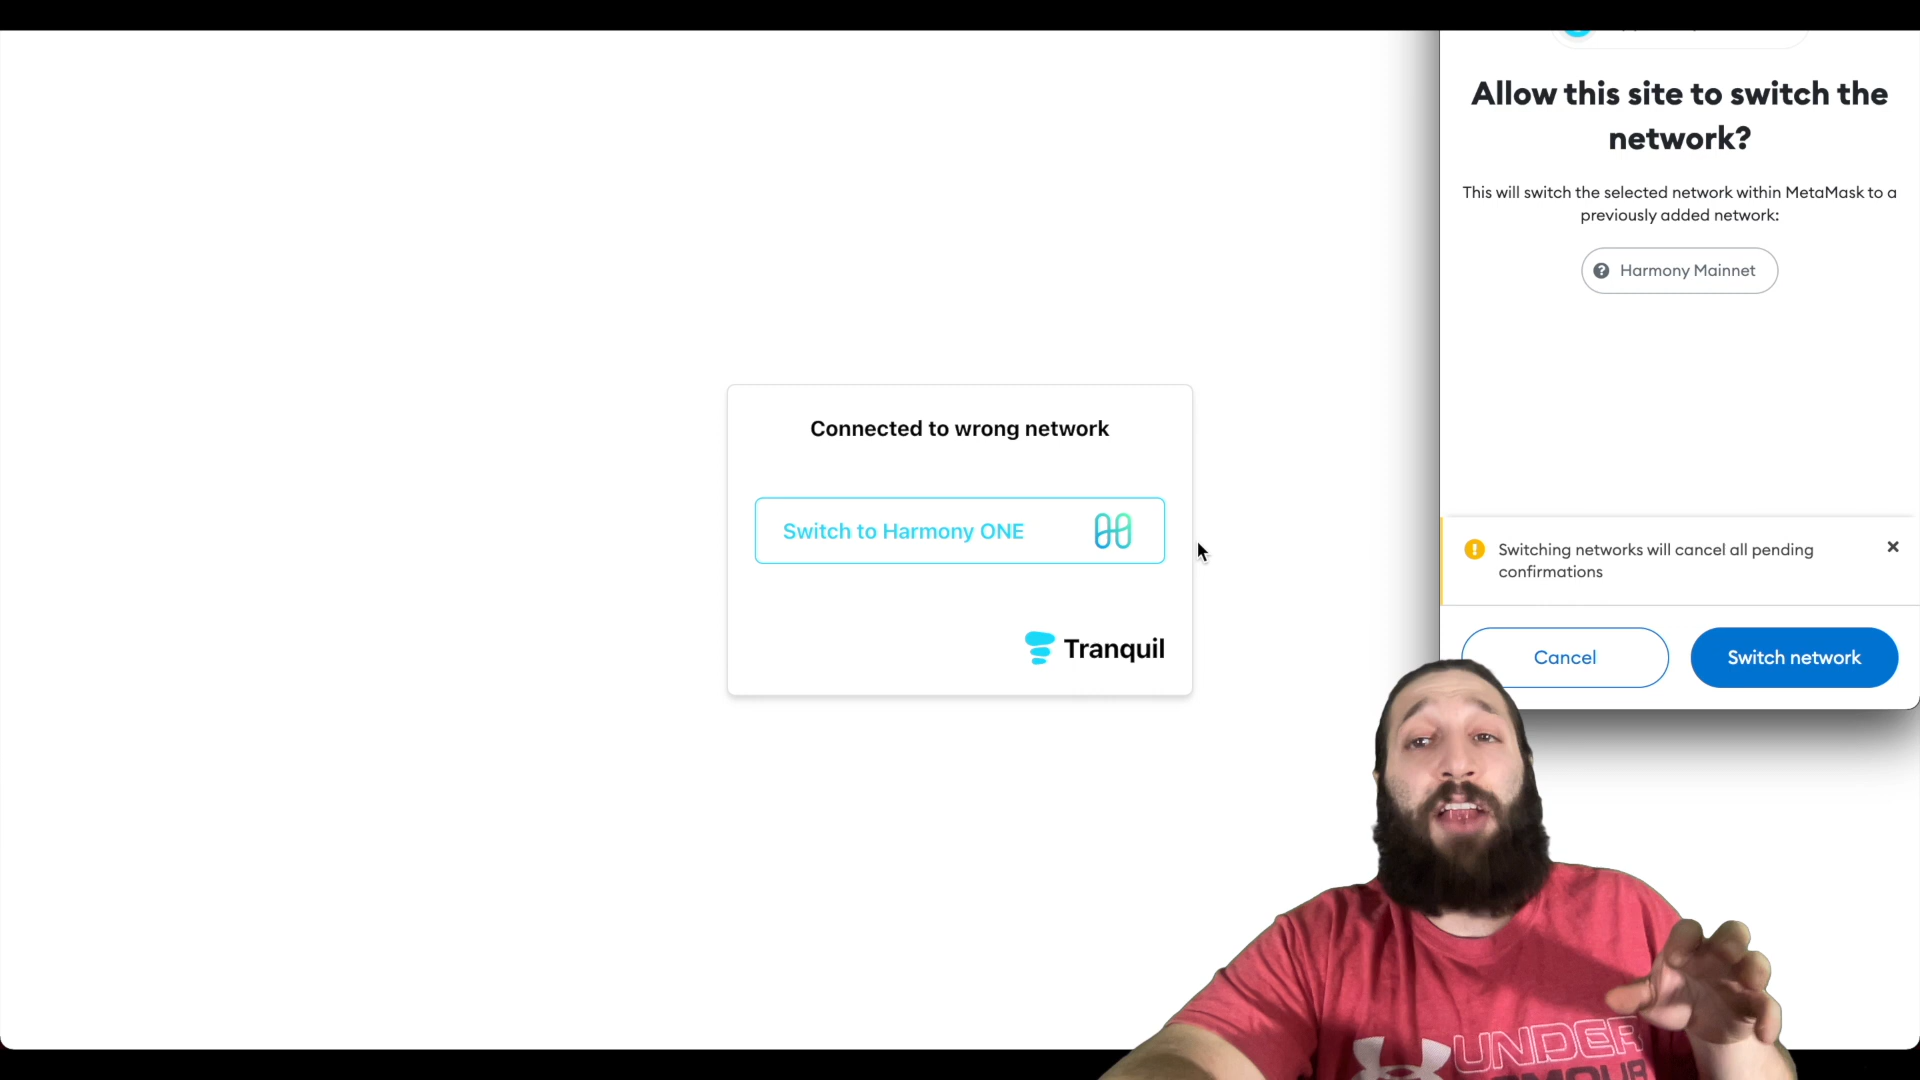 Connected to wrong network
Switch to Harmony ONE
Tranquil
Allow this site to switch the
network?
This will switch the selected network within MetaMask to a
previously added network:
Harmony Mainnet
Switching networks will cancel all pending
confirmations
Cancel
Switch network
UNDER
ARMOUR